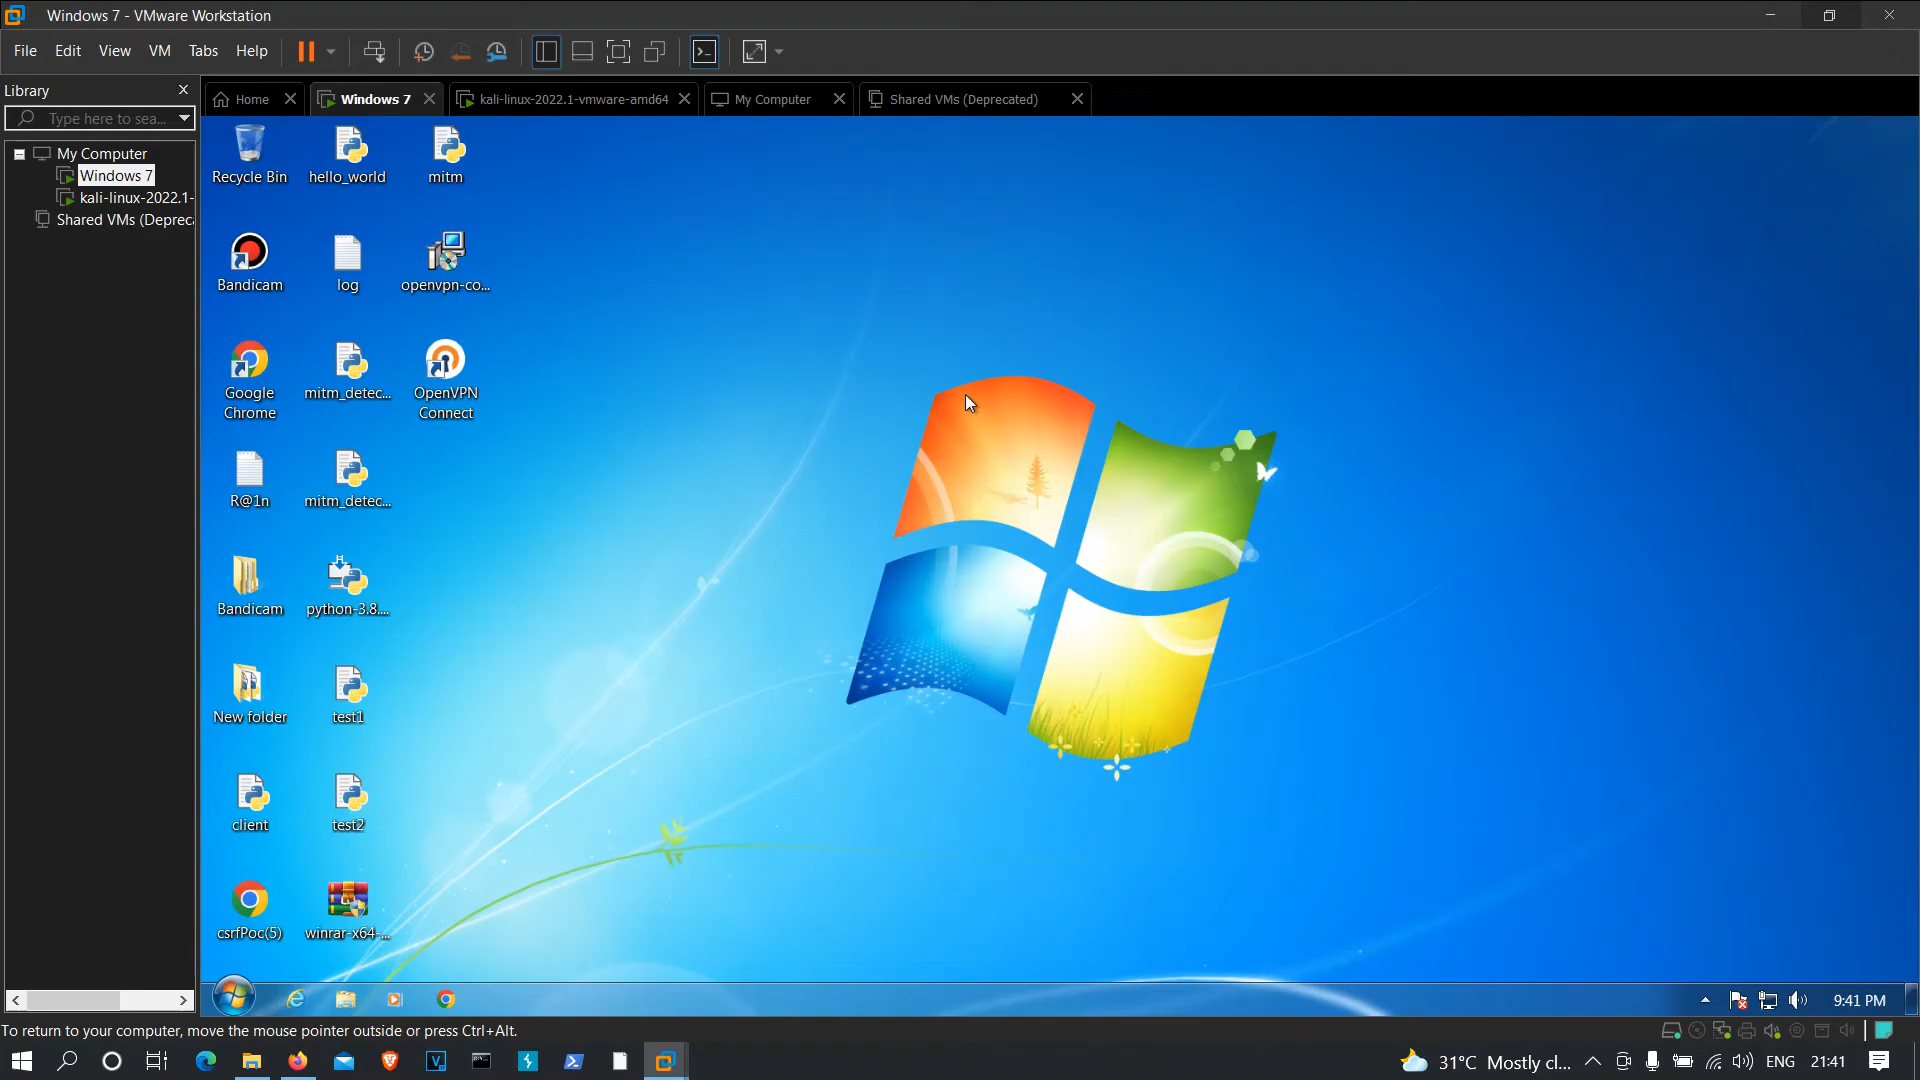 Windows 7 - VMware Workstation
File Edit View VM Tabs Help
Library
Type here to sea...
My Computer
Windows 7
kali-linux-2022.1-
Shared VMs (Depreca
Home
Windows 7
kali-linux-2022.1-vmware-amd64
My Computer
Shared VMs (Deprecated)
Recycle Bin
hello_world
mitm
Bandicam
log
openvpn-co...
Google
Chrome
mitm_detec...
OpenVPN
Connect
R@1n
mitm_detec...
Bandicam
python-3.8....
New folder
test1
client
test2
csrfPoc(5)
winrar-x64-...
9:41 PM
To return to your computer, move the mouse pointer outside or press Ctrl+Alt.
31°C Mostly cl...
ENG
21:41